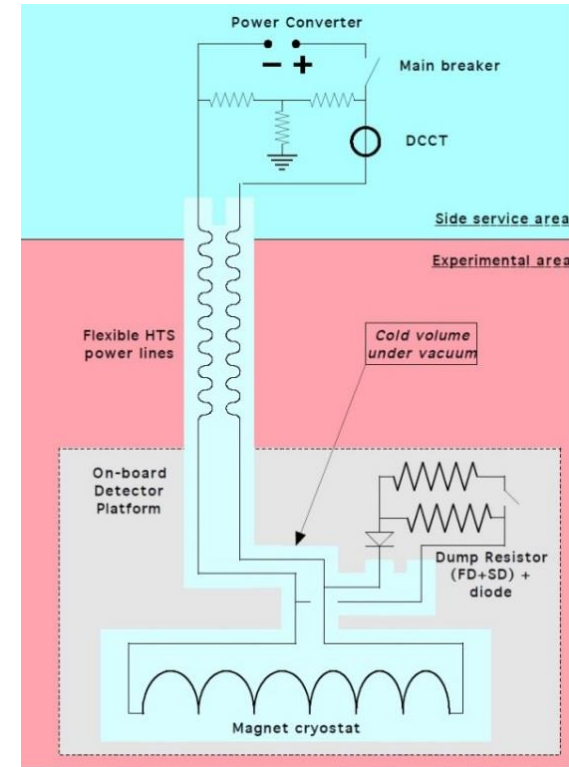 Power Converter
− +
Main breaker
DCCT
Side service area
Experimental area
Flexible HTS
power lines
Cold volume
under vacuum
On-board
Detector
Platform
Dump Resistor
(FD+SD) +
diode
Magnet cryostat